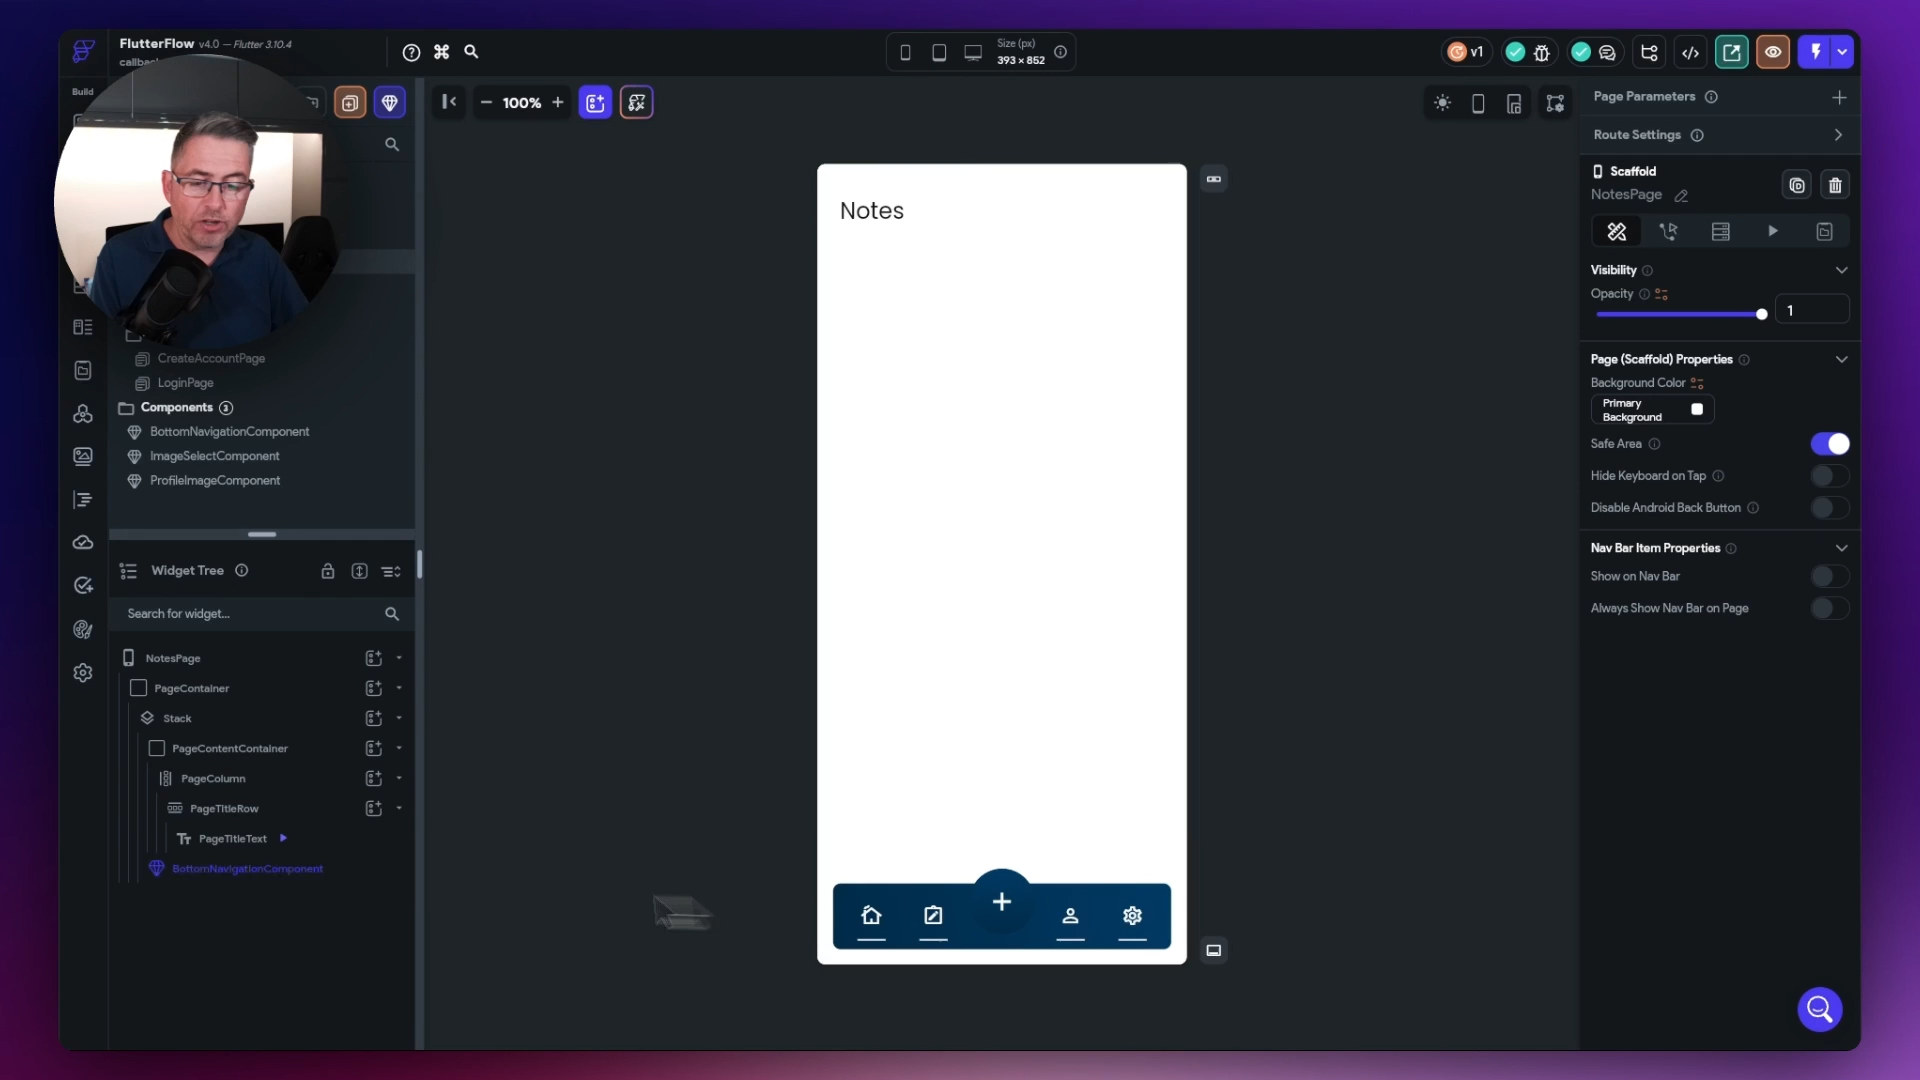 FlutterFlow v4.0 — Flutter 3.10.4
Size (px)
393 × 852
v1
Build
100%
Page Parameters
Route Settings
Scaffold
NotesPage
Visibility
Opacity
1
Page (Scaffold) Properties
Background Color
Primary
Background
Safe Area
Hide Keyboard on Tap
Disable Android Back Button
Nav Bar Item Properties
Show on Nav Bar
Always Show Nav Bar on Page
CreateAccountPage
LoginPage
Components 3
BottomNavigationComponent
ImageSelectComponent
ProfileImageComponent
Widget Tree
Search for widget...
NotesPage
PageContainer
Stack
PageContentContainer
PageColumn
PageTitleRow
PageTitleText
BottomNavigationComponent
Notes